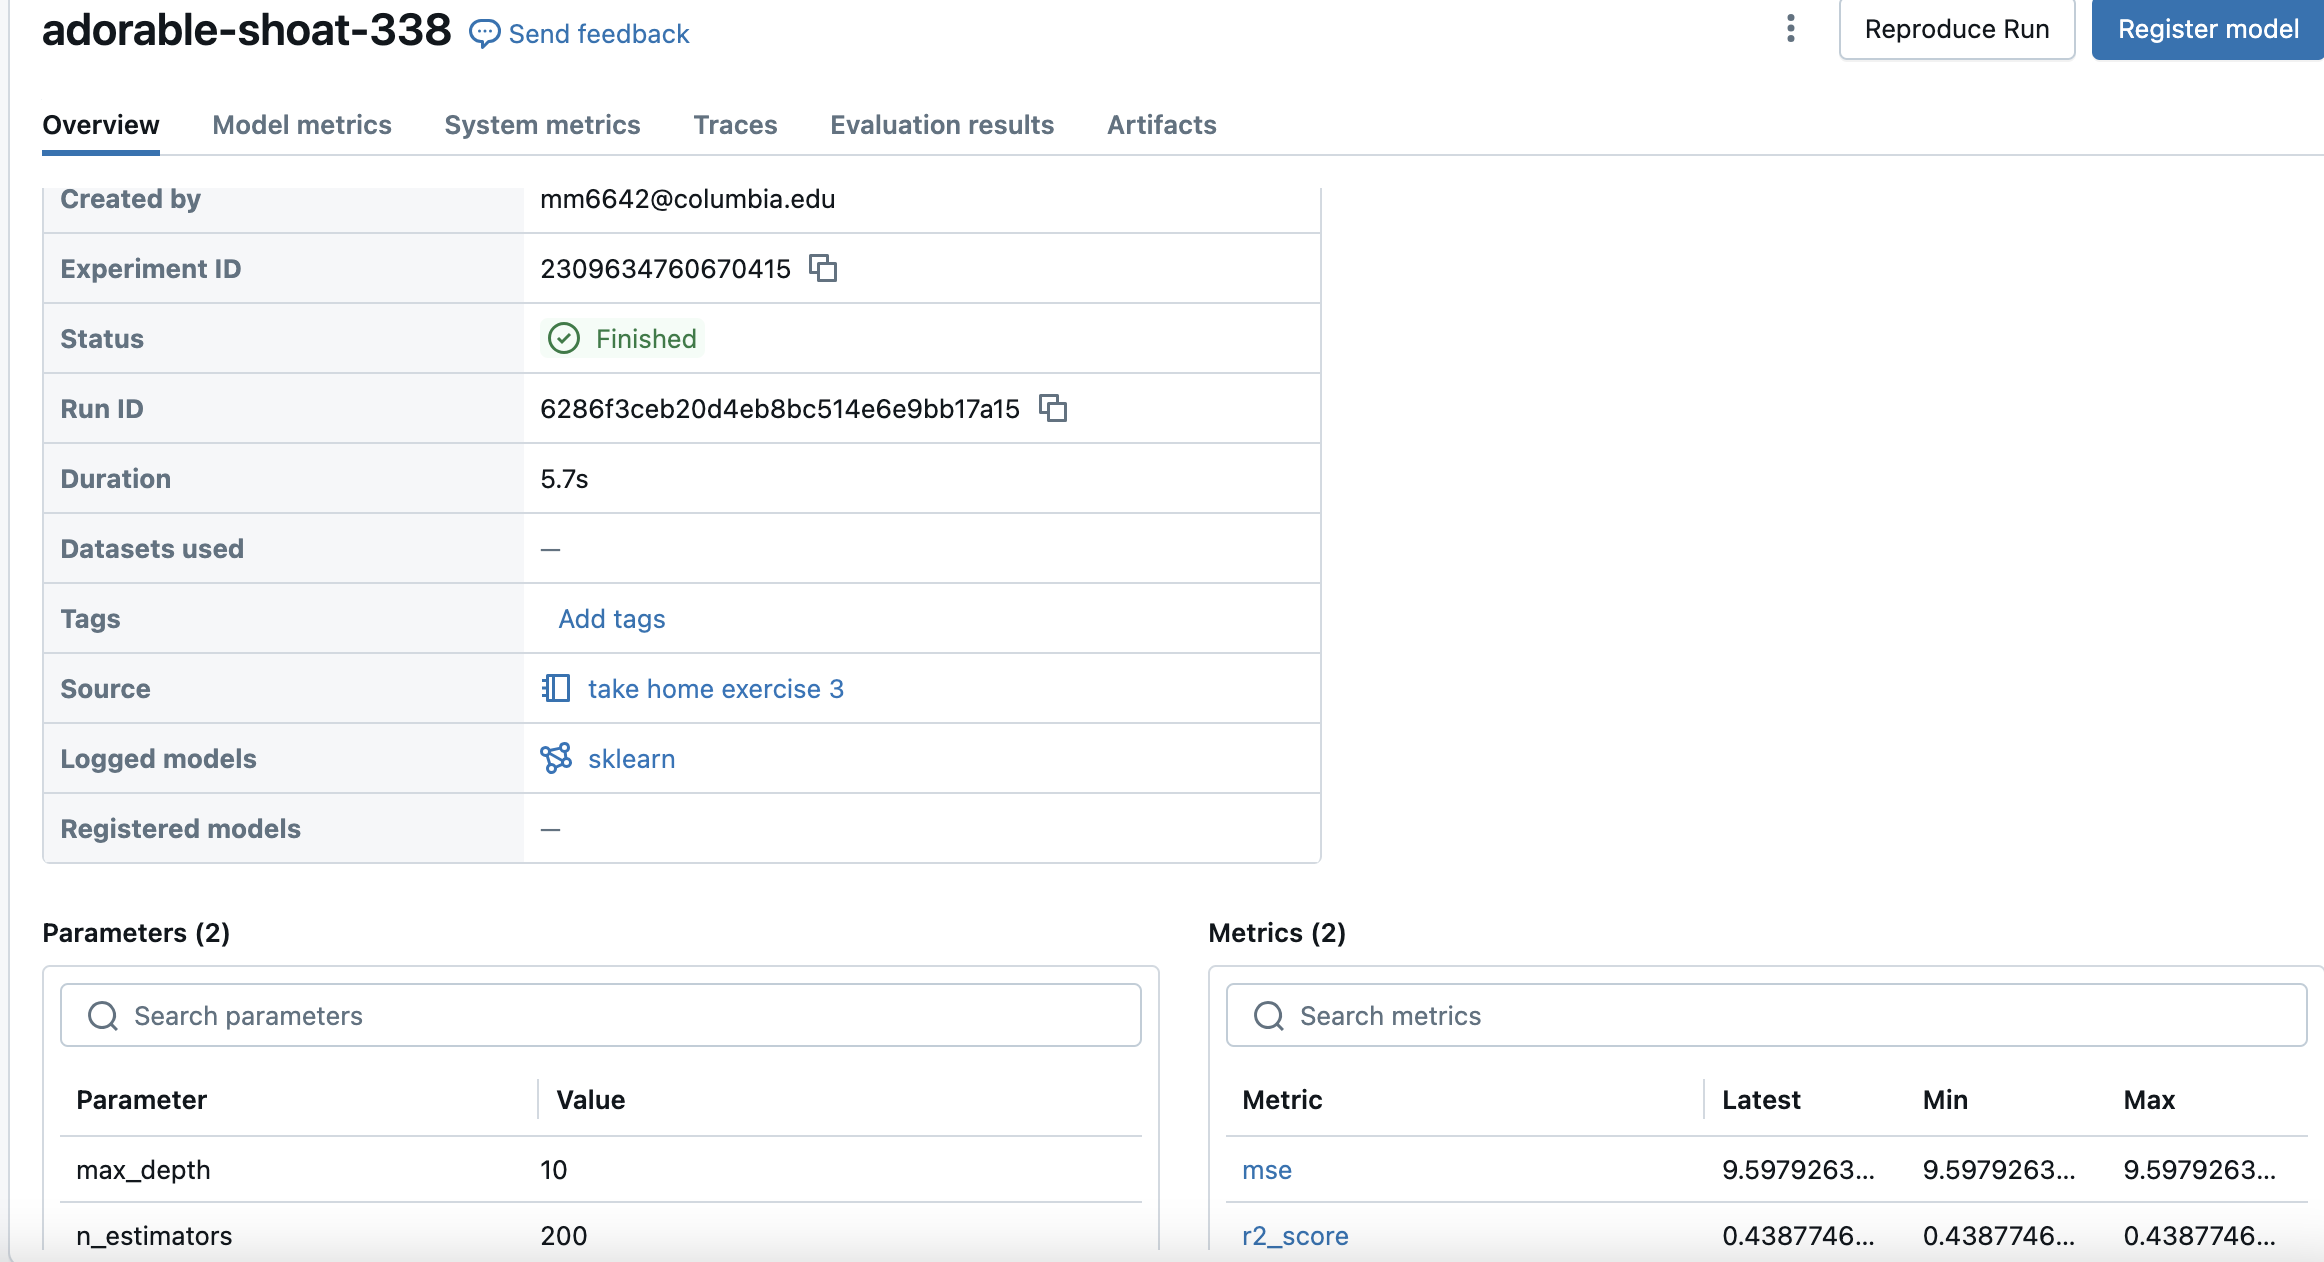 adorable-shoat-338 Send feedback Reproduce Run Register model
Overview Model metrics System metrics Traces Evaluation results Artifacts
Created by mm6642@columbia.edu
Experiment ID 2309634760670415
Status Finished
Run ID 6286f3ceb20d4eb8bc514e6e9bb17a15
Duration 5.7s
Datasets used —
Tags Add tags
Source take home exercise 3
Logged models sklearn
Registered models —
Parameters (2)
Search parameters
Parameter Value
max_depth 10
n_estimators 200
Metrics (2)
Search metrics
Metric Latest Min Max
mse 9.5979263... 9.5979263... 9.5979263...
r2_score 0.4387746... 0.4387746... 0.4387746...